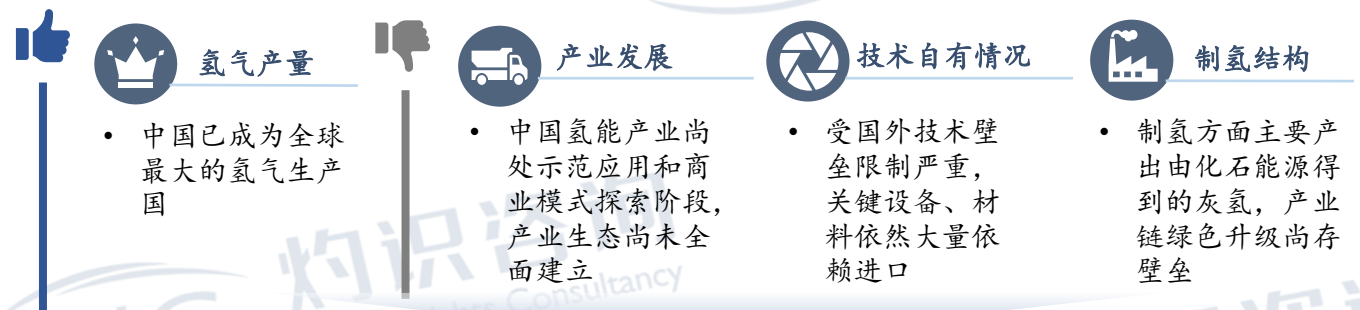 氢气产量
• 中国已成为全球
最大的氢气生产
国
产业发展
• 中国氢能产业尚
处示范应用和商
业模式探索阶段，
产业生态尚未全
面建立
技术自有情况
• 受国外技术壁
垒限制严重，
关键设备、材
料依然大量依
赖进口
制氢结构
• 制氢方面主要产
出由化石能源得
到的灰氢，产业
链绿色升级尚存
壁垒
灼识咨询
Consultancy